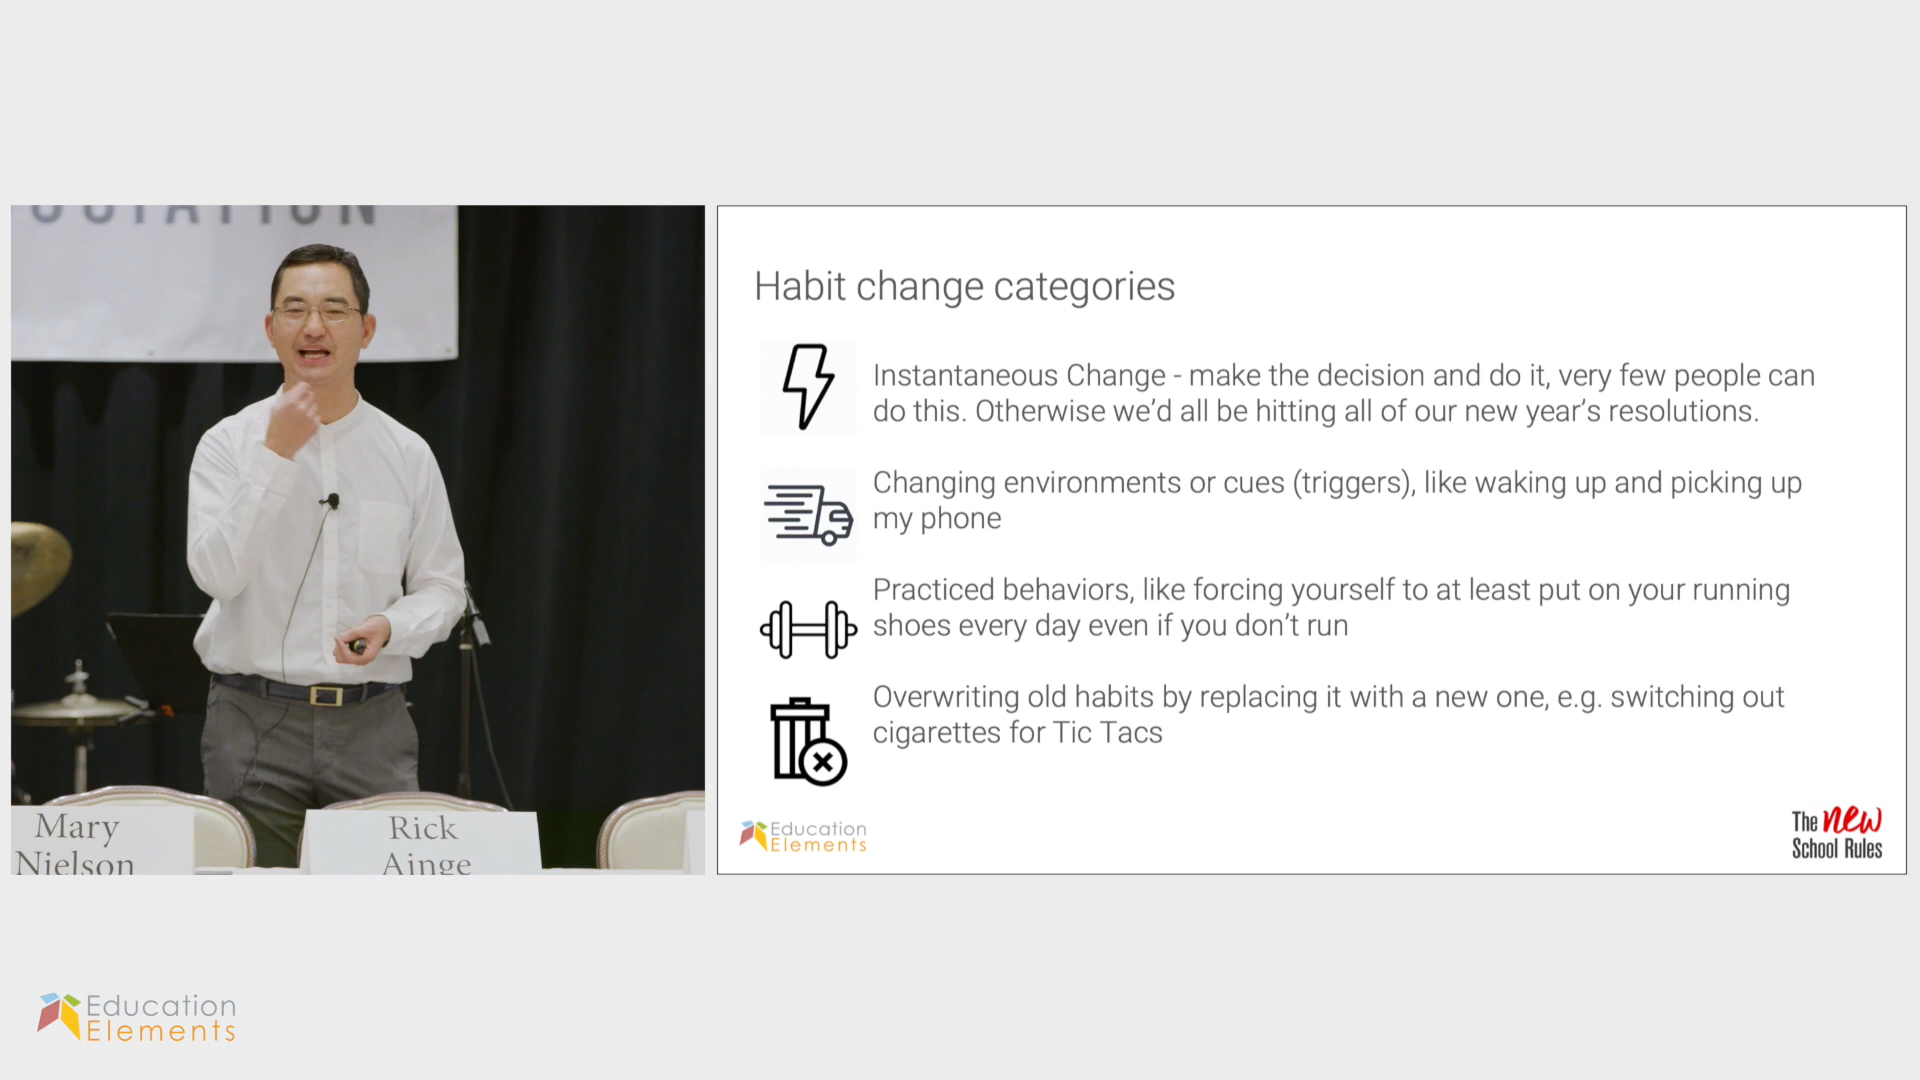 Mary
Nielson
Rick
Ainge
Habit change categories
Instantaneous Change - make the decision and do it, very few people can
do this. Otherwise we'd all be hitting all of our new year's resolutions.
Changing environments or cues (triggers), like waking up and picking up
my phone
Practiced behaviors, like forcing yourself to at least put on your running
shoes every day even if you don't run
Overwriting old habits by replacing it with a new one, e.g. switching out
cigarettes for Tic Tacs
Education
Elements
The new
School Rules
Education
Elements